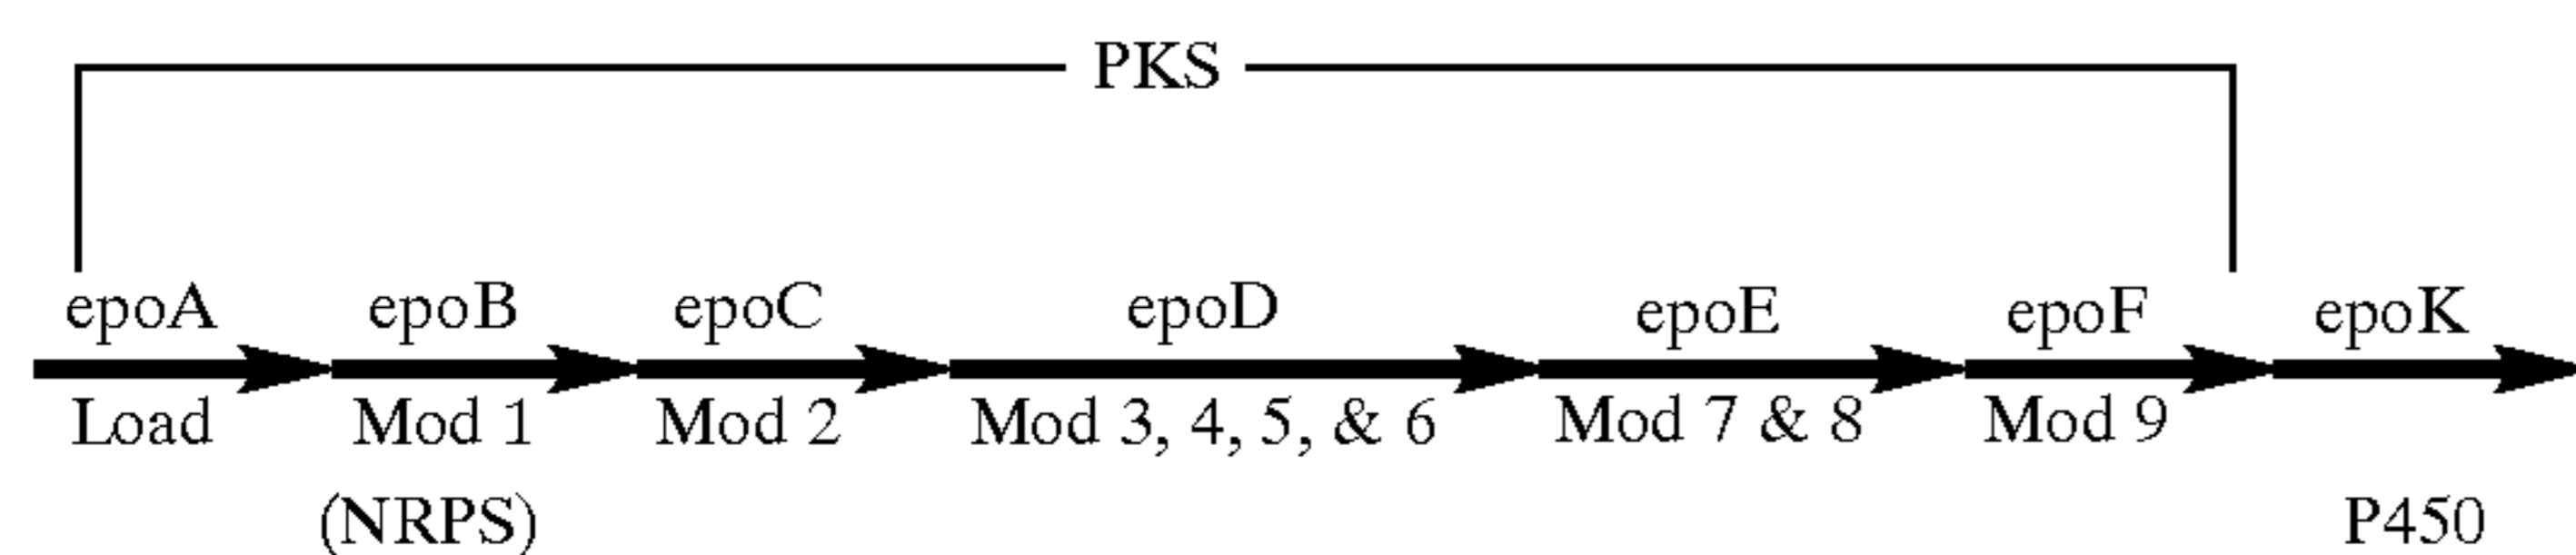 PKS
epoA epoB epoC epoD epoE epoF epoK
Load Mod 1 Mod 2 Mod 3, 4, 5, & 6 Mod 7 & 8 Mod 9
(NRPS) P450